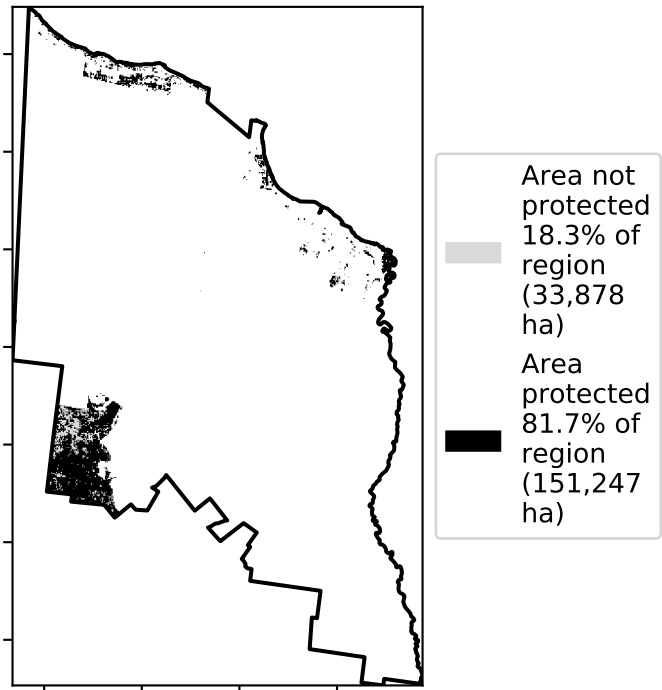 Area not
protected
18.3% of
region
(33,878
ha)
Area
protected
81.7% of
region
(151,247
ha)